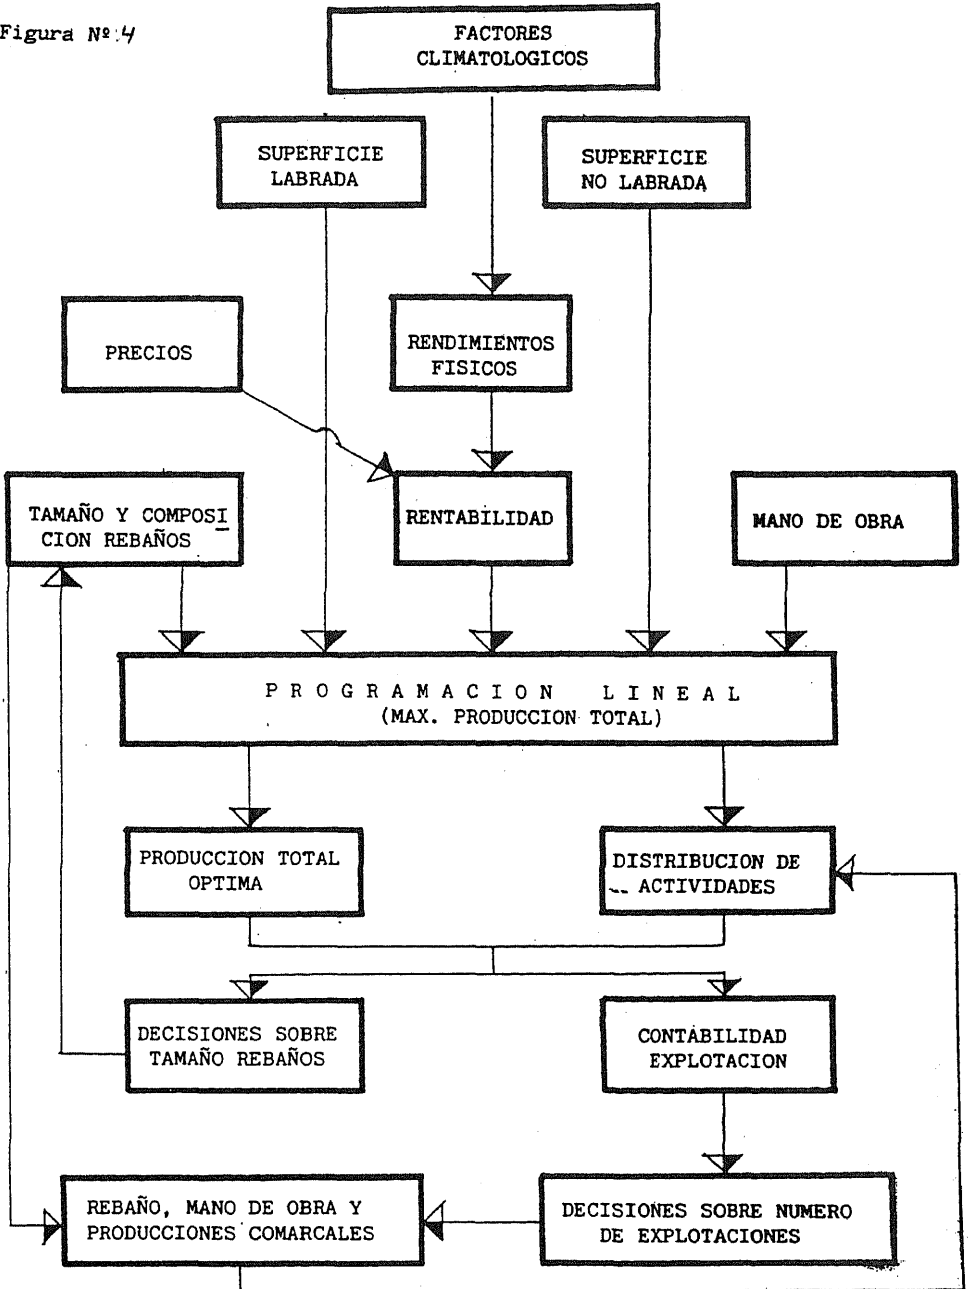 Figura Nº 4
FACTORES
CLIMATOLOGICOS
SUPERFICIE
LABRADA
SUPERFICIE
NO LABRADA
PRECIOS
RENDIMIENTOS
FISICOS
TAMAÑO Y COMPOSI
CION REBAÑOS
RENTABILIDAD
MANO DE OBRA
PROGRAMACION LINEAL
(MAX. PRODUCCION TOTAL)
PRODUCCION TOTAL
OPTIMA
DISTRIBUCION DE
ACTIVIDADES
DECISIONES SOBRE
TAMAÑO REBAÑOS
CONTABILIDAD
EXPLOTACION
REBAÑO, MANO DE OBRA Y
PRODUCCIONES COMARCALES
DECISIONES SOBRE NUMERO
DE EXPLOTACIONES